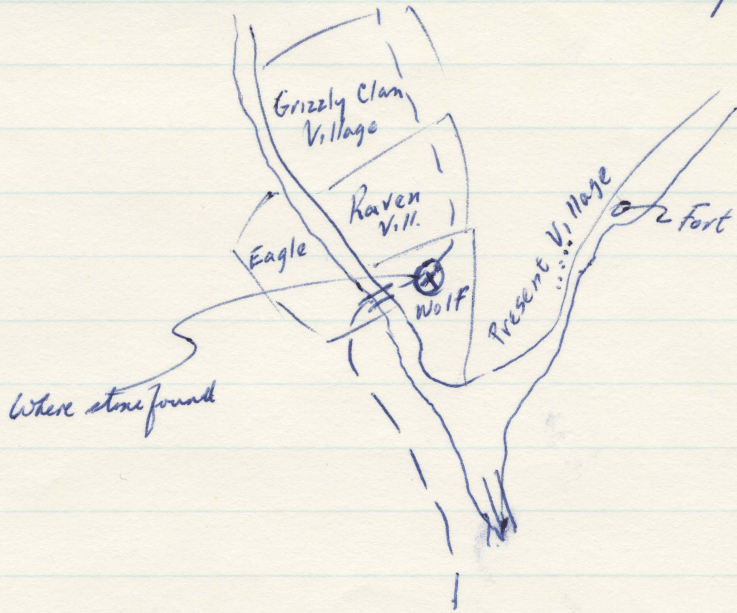 Grizzly Clan
Village
Raven
Vill.
Eagle
Wolf
Present Village
Fort
Where stone found